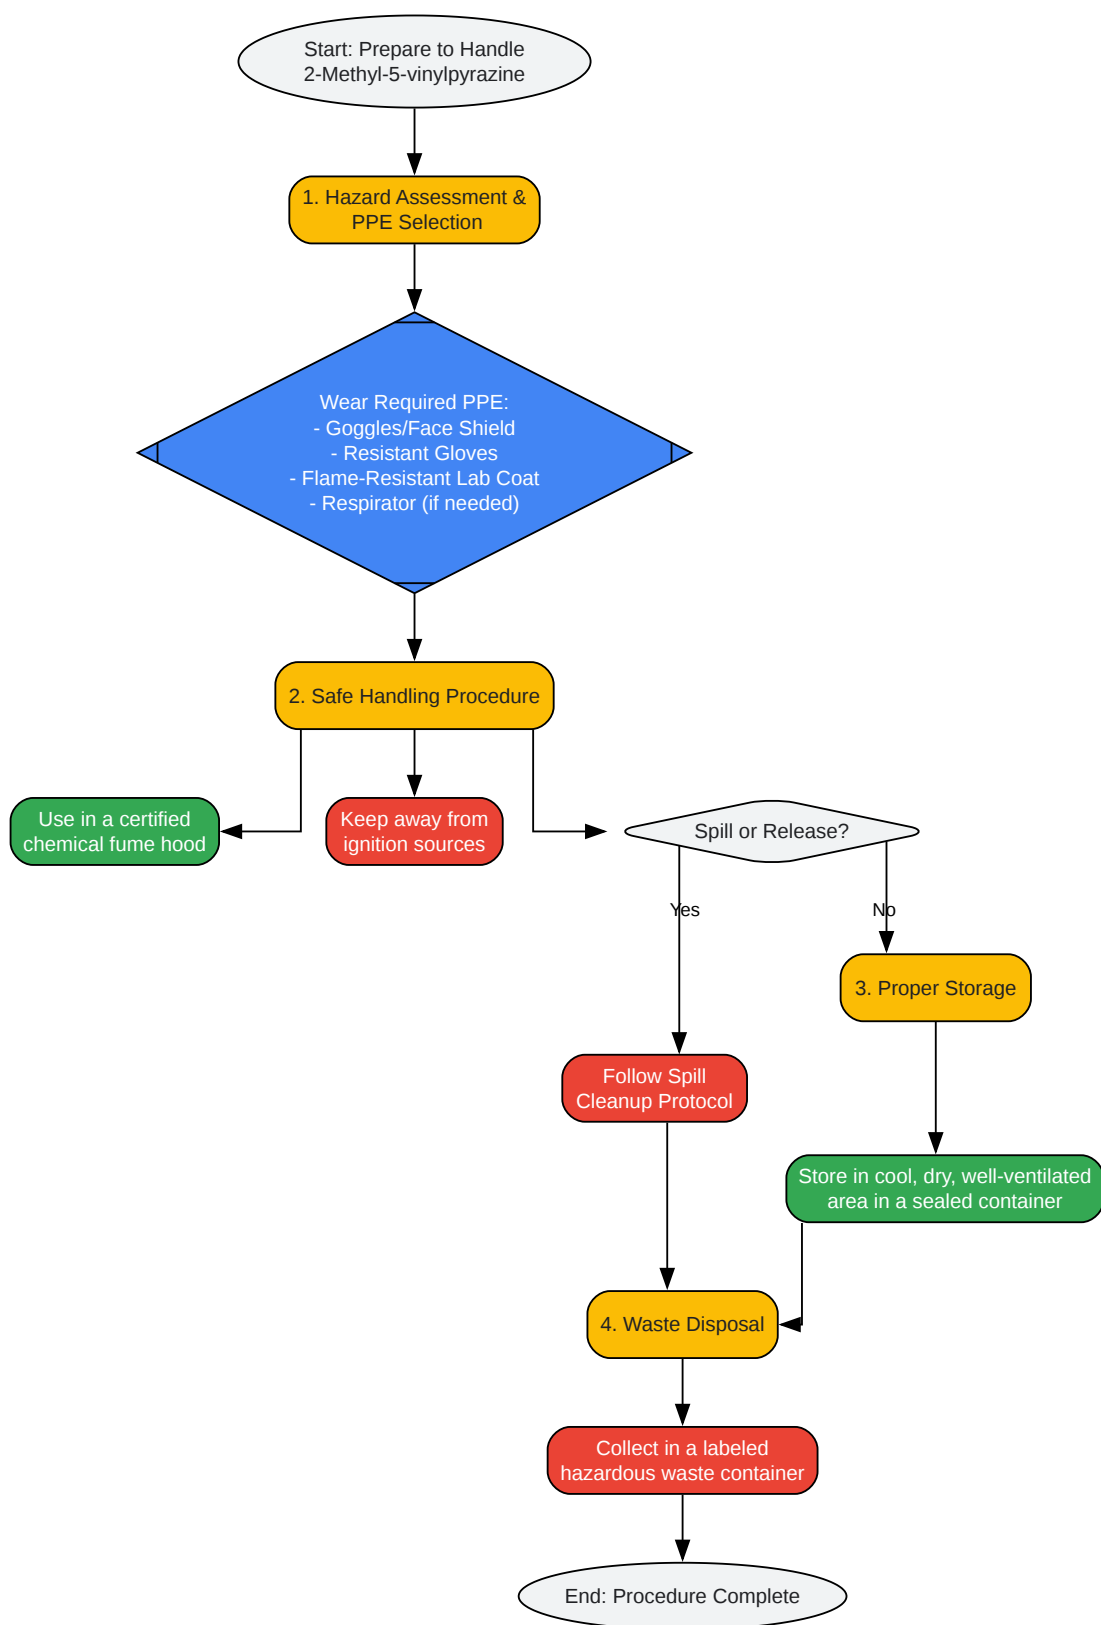 Start: Prepare to Handle
2-Methyl-5-vinylpyrazine
1. Hazard Assessment &
PPE Selection
Wear Required PPE:
- Goggles/Face Shield
- Resistant Gloves
- Flame-Resistant Lab Coat
- Respirator (if needed)
2. Safe Handling Procedure
Use in a certified
chemical fume hood
Keep away from
ignition sources
Spill or Release?
Yes
No
3. Proper Storage
Follow Spill
Cleanup Protocol
Store in cool, dry, well-ventilated
area in a sealed container
4. Waste Disposal
Collect in a labeled
hazardous waste container
End: Procedure Complete